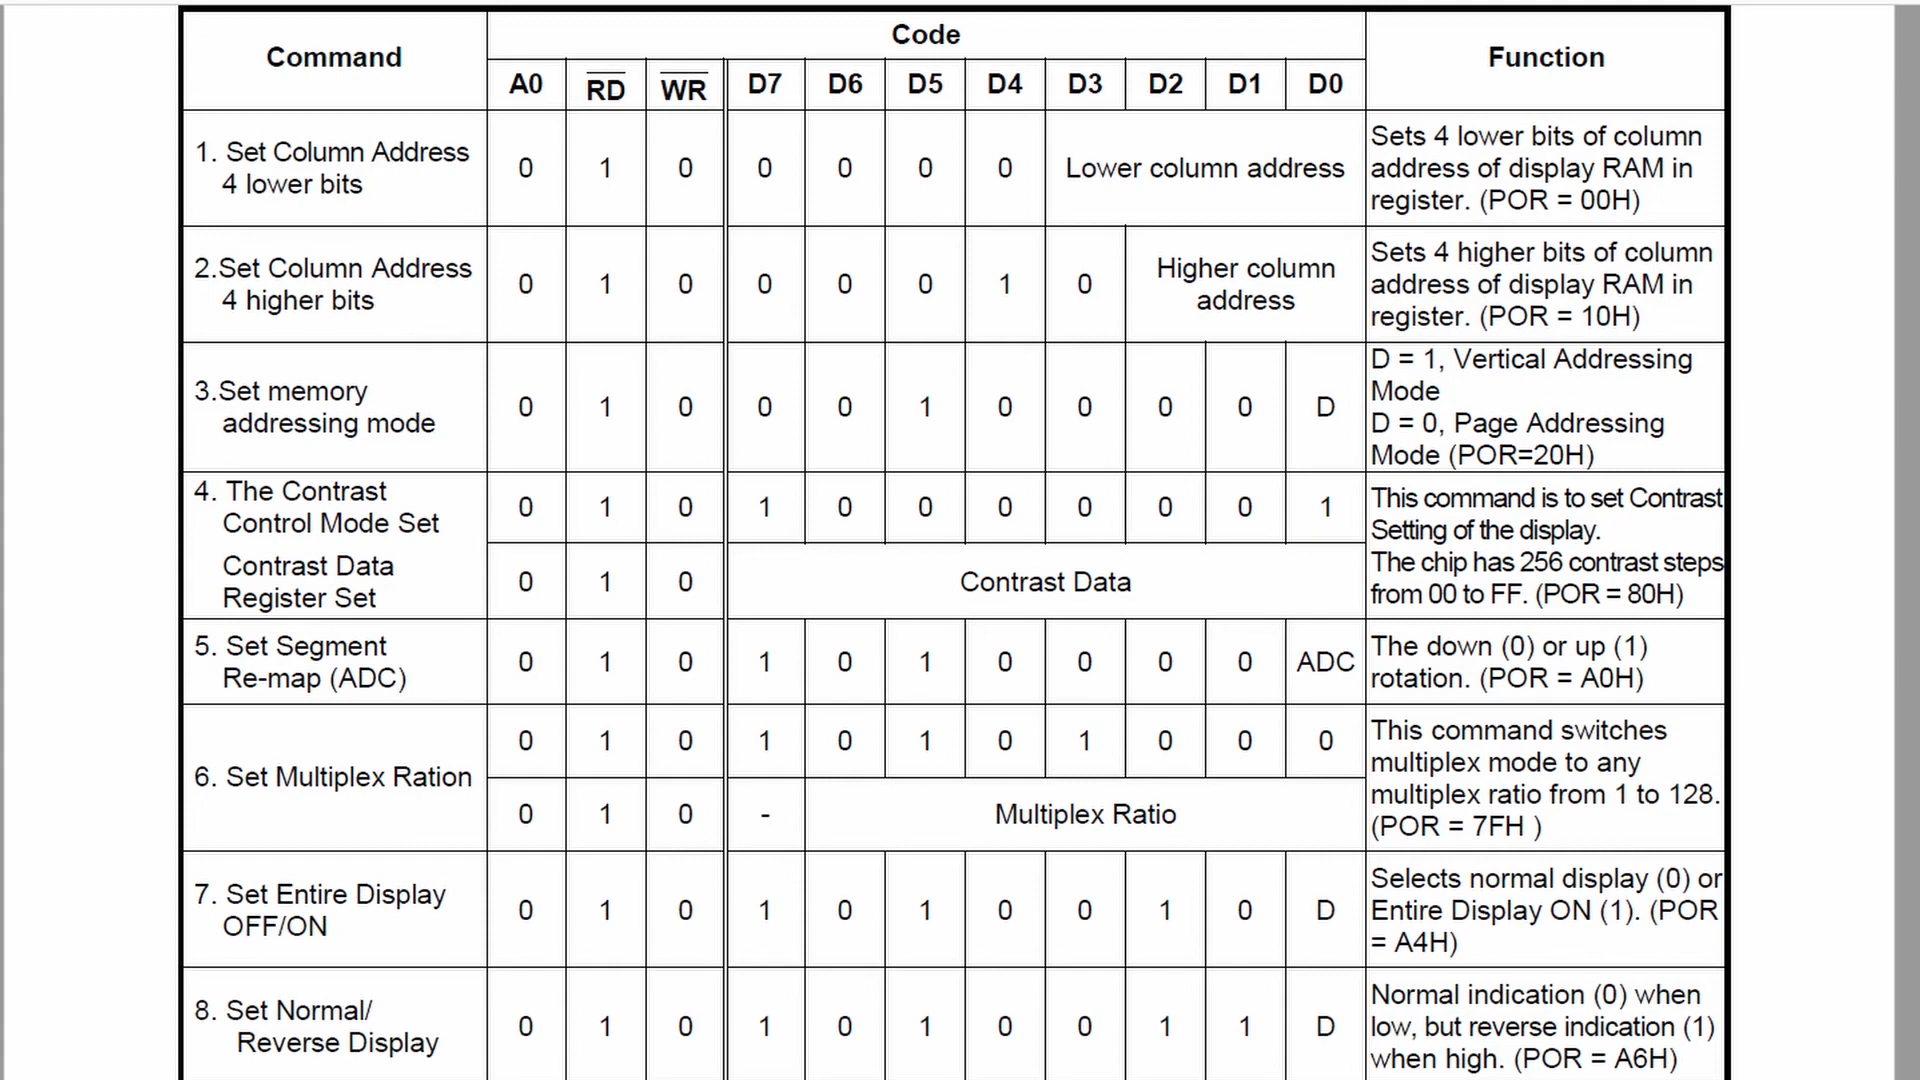 Command Code Function
A0 RD WR D7 D6 D5 D4 D3 D2 D1 D0
1. Set Column Address
4 lower bits
0 1 0 0 0 0 0 Lower column address
Sets 4 lower bits of column
address of display RAM in
register. (POR = 00H)
2.Set Column Address
4 higher bits
0 1 0 0 0 0 1 0
Higher column
address
Sets 4 higher bits of column
address of display RAM in
register. (POR = 10H)
3.Set memory
addressing mode
0 1 0 0 0 1 0 0 0 0 D
D = 1, Vertical Addressing
Mode
D = 0, Page Addressing
Mode (POR=20H)
4. The Contrast
Control Mode Set
0 1 0 1 0 0 0 0 0 0 1
Contrast Data
Register Set
0 1 0 Contrast Data
This command is to set Contrast
Setting of the display.
The chip has 256 contrast steps
from 00 to FF. (POR = 80H)
5. Set Segment
Re-map (ADC)
0 1 0 1 0 1 0 0 0 0 ADC
The down (0) or up (1)
rotation. (POR = A0H)
6. Set Multiplex Ration
0 1 0 1 0 1 0 1 0 0 0
0 1 0 - Multiplex Ratio
This command switches
multiplex mode to any
multiplex ratio from 1 to 128.
(POR = 7FH )
7. Set Entire Display
OFF/ON
0 1 0 1 0 1 0 0 1 0 D
Selects normal display (0) or
Entire Display ON (1). (POR
= A4H)
8. Set Normal/
Reverse Display
0 1 0 1 0 1 0 0 1 1 D
Normal indication (0) when
low, but reverse indication (1)
when high. (POR = A6H)